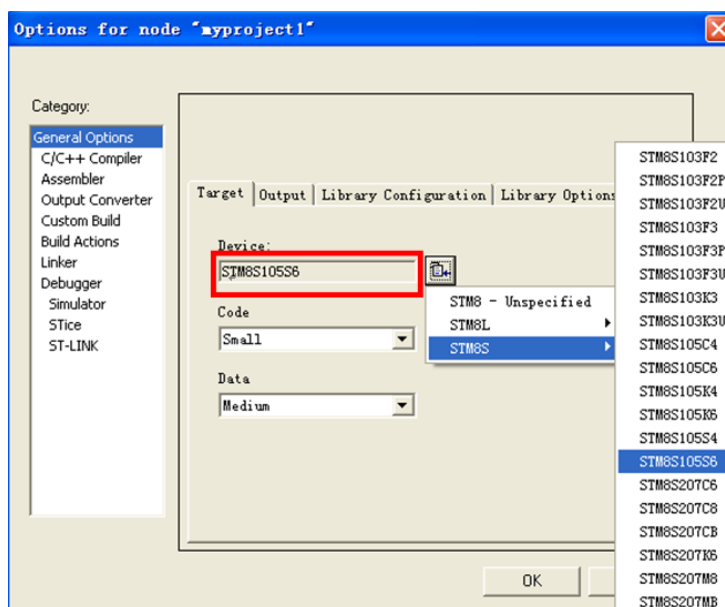 Options for node "myproject1"
Category:
General Options
C/C++ Compiler
Assembler
Output Converter
Custom Build
Build Actions
Linker
Debugger
Simulator
STice
ST-LINK
Target
Output
Library Configuration
Library Options
Device:
STM8S105S6
Code
Small
Data
Medium
STM8 - Unspecified
STM8L
STM8S
STM8S103F2
STM8S103F2P
STM8S103F2U
STM8S103F3
STM8S103F3P
STM8S103F3U
STM8S103K3
STM8S103K3U
STM8S105C4
STM8S105C6
STM8S105K4
STM8S105K6
STM8S105S4
STM8S105S6
STM8S207C6
STM8S207C8
STM8S207CB
STM8S207K6
STM8S207M8
STM8S207MB
OK